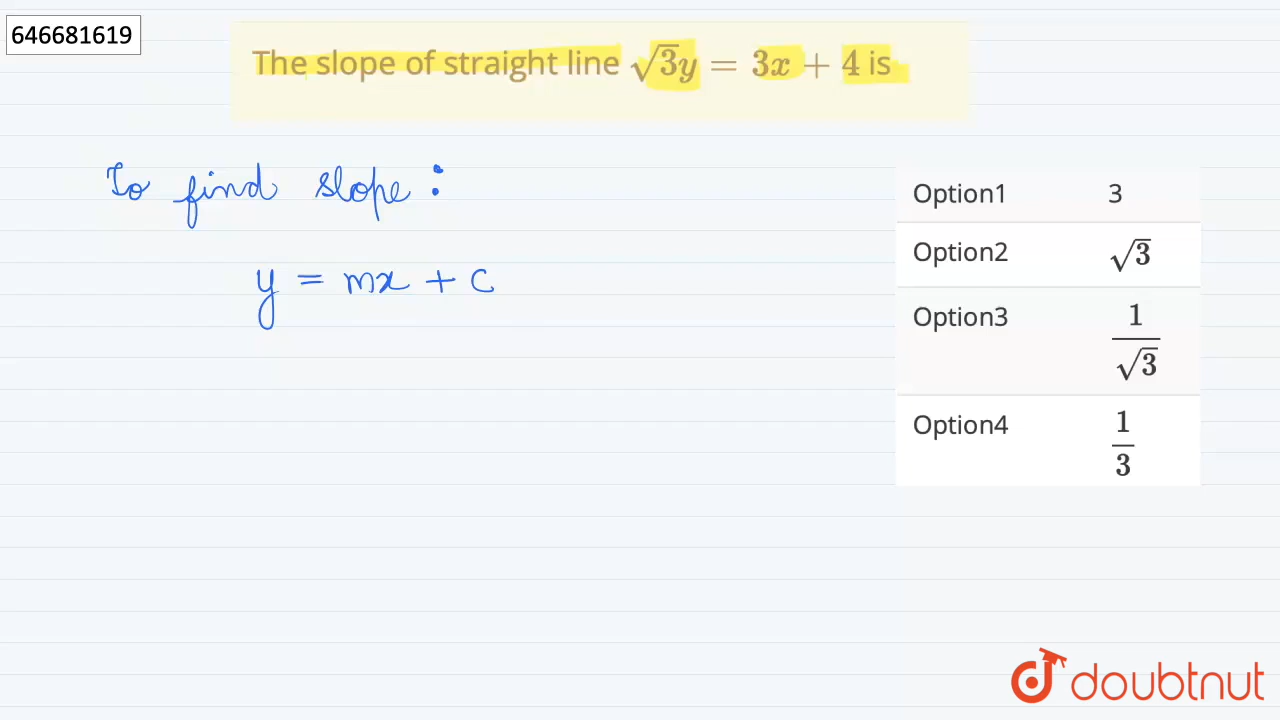 646681619
The slope of straight line √3y = 3x + 4 is
To find slope :
y = mx + c
Option1 3
Option2 √3
Option3 1/√3
Option4 1/3
doubtnut